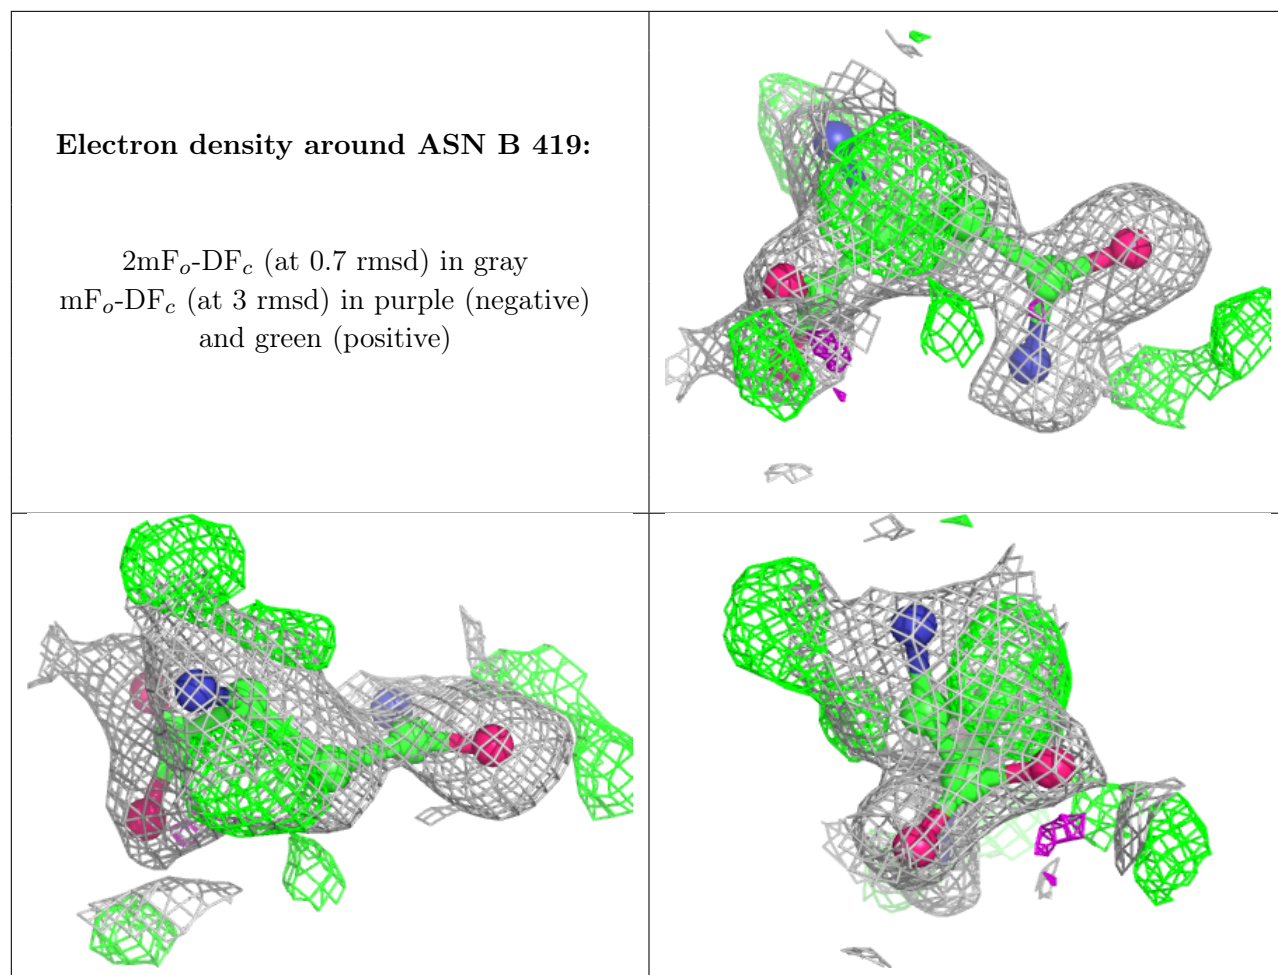 Electron density around ASN B 419:
2mFo-DFc (at 0.7 rmsd) in gray
mFo-DFc (at 3 rmsd) in purple (negative)
and green (positive)